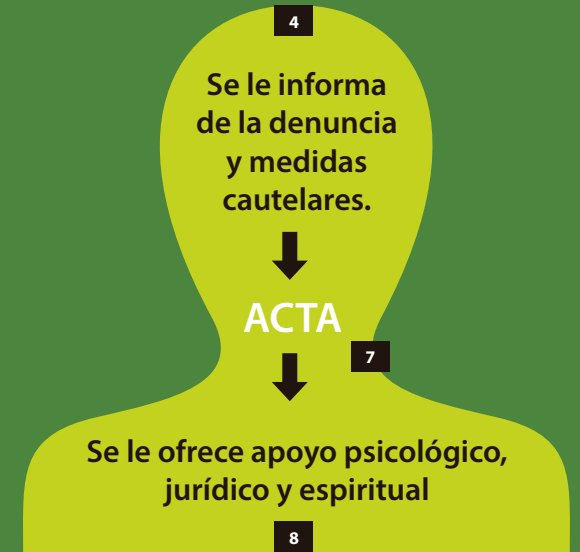 4
Se le informa
de la denuncia
y medidas
cautelares.
ACTA
7
Se le ofrece apoyo psicológico,
jurídico y espiritual
8